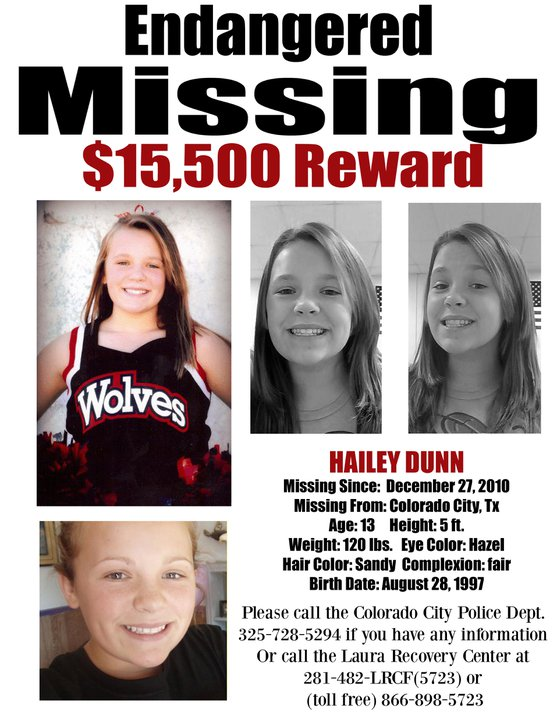 Endangered
Missing
$15,500 Reward
Wolves
HAILEY DUNN
Missing Since: December 27, 2010
Missing From: Colorado City, Tx
Age: 13 Height: 5 ft.
Weight: 120 lbs. Eye Color: Hazel
Hair Color: Sandy Complexion: fair
Birth Date: August 28, 1997
Please call the Colorado City Police Dept.
325-728-5294 if you have any information
Or call the Laura Recovery Center at
281-482-LRCF(5723) or
(toll free) 866-898-5723